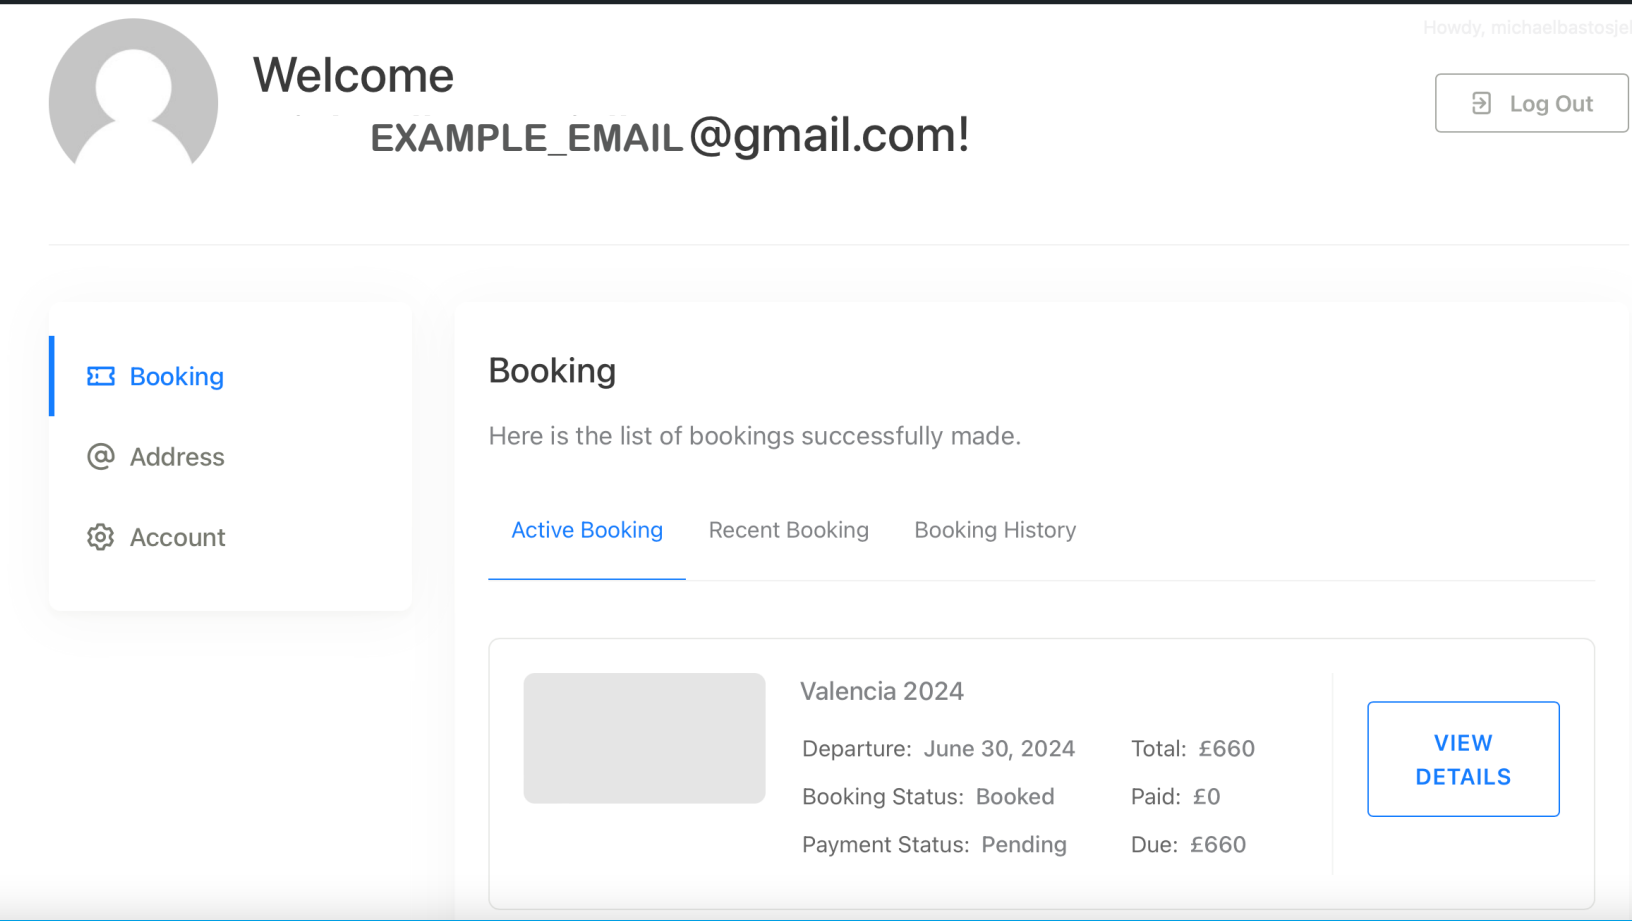 Howdy, michaelbastosjel
Welcome
EXAMPLE_EMAIL@gmail.com!
Log Out
Booking
Address
Account
Booking
Here is the list of bookings successfully made.
Active Booking Recent Booking Booking History
Valencia 2024
Departure: June 30, 2024 Total: £660
Booking Status: Booked Paid: £0
Payment Status: Pending Due: £660
VIEW
DETAILS